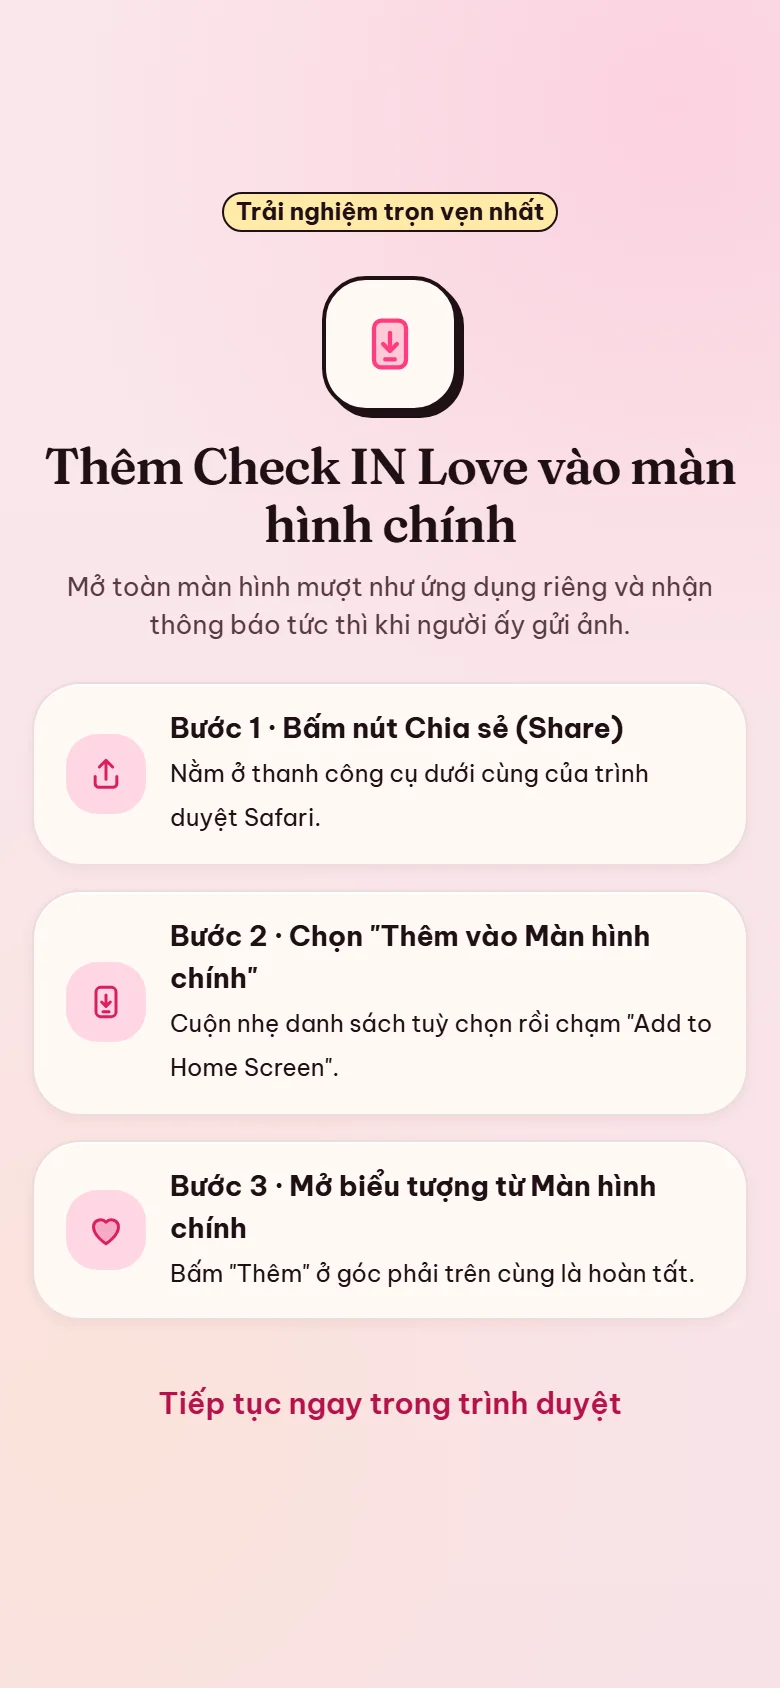 Trải nghiệm trọn vẹn nhất
Thêm Check IN Love vào màn
hình chính
Mở toàn màn hình mượt như ứng dụng riêng và nhận
thông báo tức thì khi người ấy gửi ảnh.
Bước 1 · Bấm nút Chia sẻ (Share)
Nằm ở thanh công cụ dưới cùng của trình
duyệt Safari.
Bước 2 · Chọn "Thêm vào Màn hình
chính"
Cuộn nhẹ danh sách tuỳ chọn rồi chạm "Add to
Home Screen".
Bước 3 · Mở biểu tượng từ Màn hình
chính
Bấm "Thêm" ở góc phải trên cùng là hoàn tất.
Tiếp tục ngay trong trình duyệt